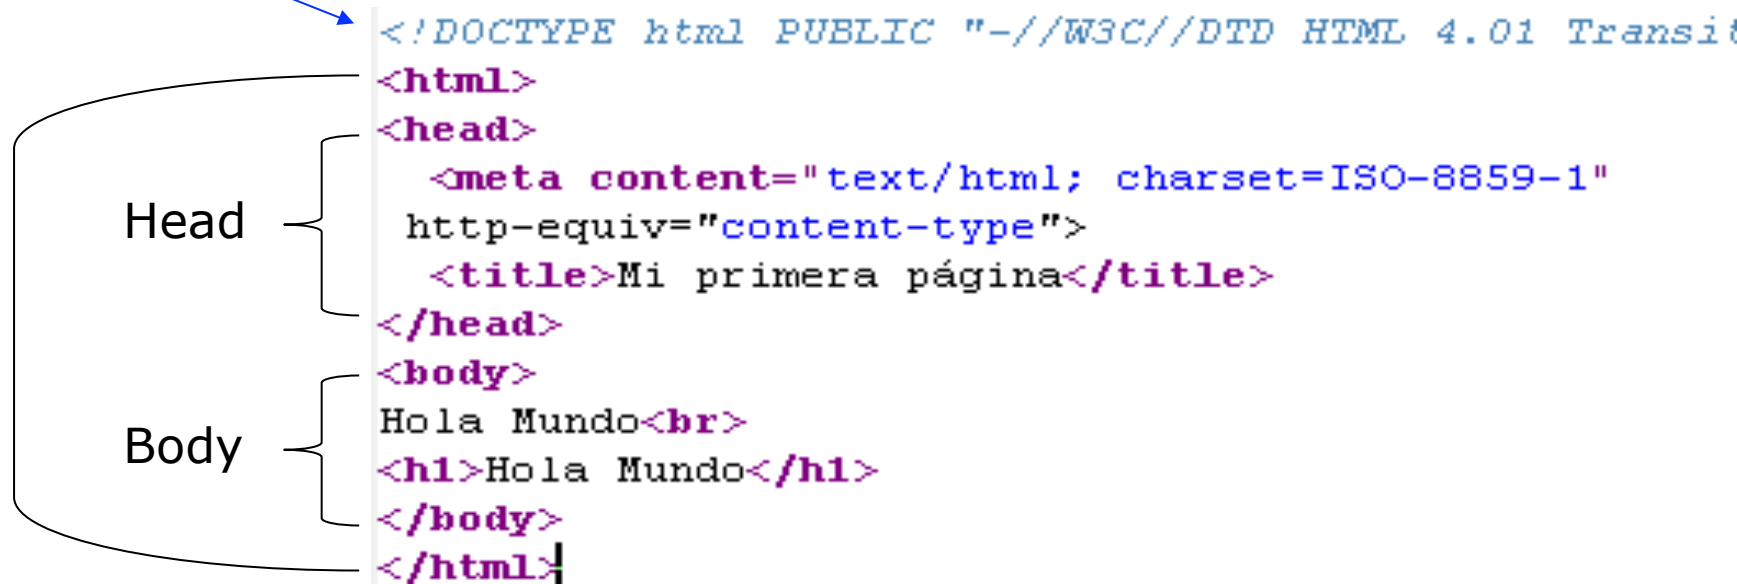 <!DOCTYPE html PUBLIC "-//W3C//DTD HTML 4.01
<html>
<head>
<meta content="text/html; charset=ISO-8859-1"
Head
http-equiv="content-type">
<title>Mi primera página</title>
</head>
<body>
Hola Mundo<br>
Body
<h1>Hola Mundo</h1>
</body>
</html>